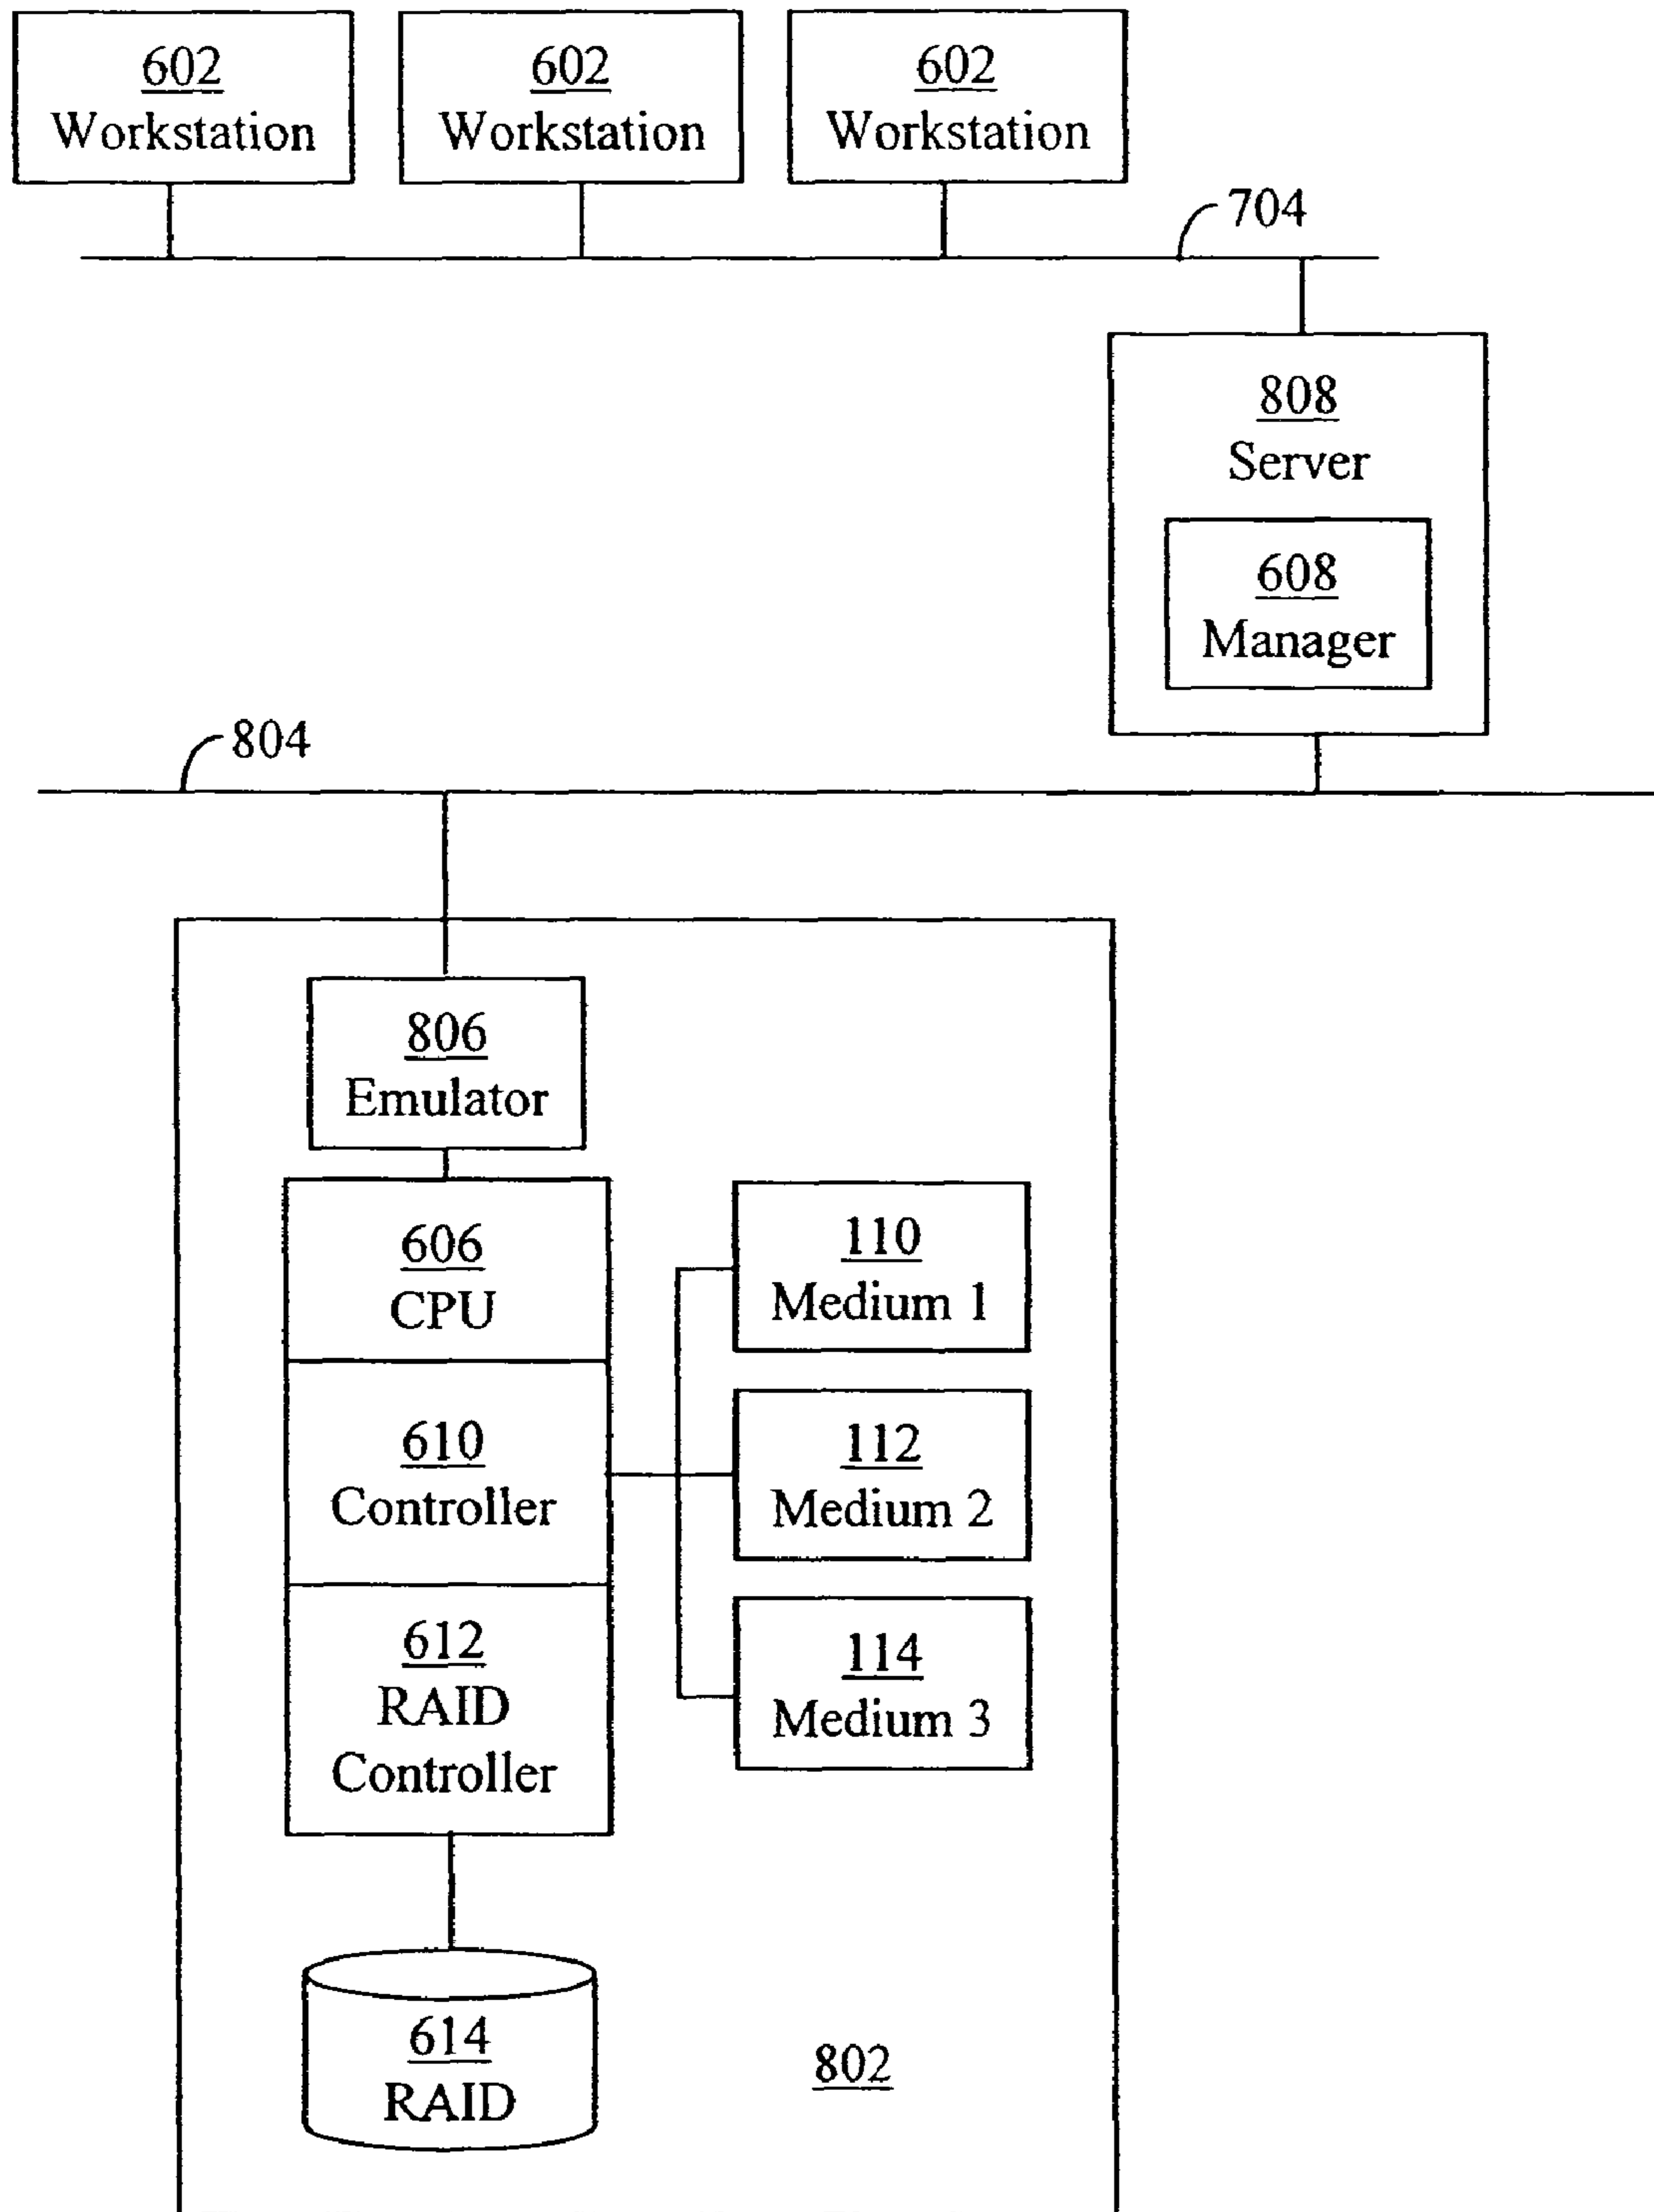 602
Workstation
602
Workstation
602
Workstation
704
808
Server
608
Manager
804
806
Emulator
606
CPU
110
Medium 1
610
Controller
112
Medium 2
612
RAID
Controller
114
Medium 3
614
RAID
802